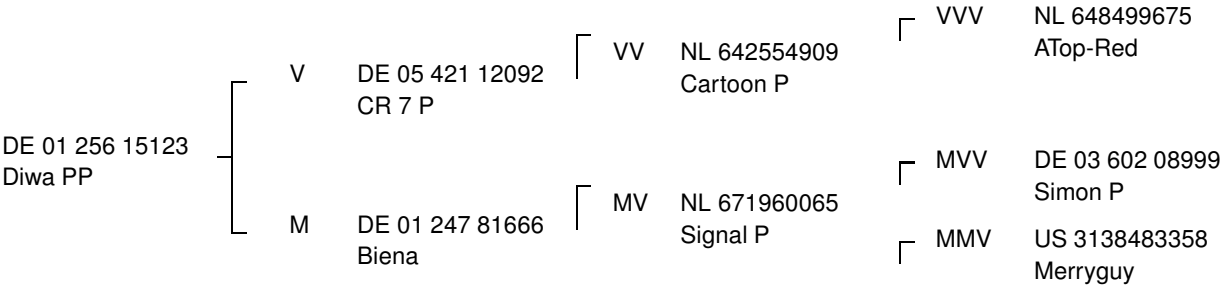 DE 01 256 15123
Diwa PP
V DE 05 421 12092
CR 7 P
M DE 01 247 81666
Biena
VV NL 642554909
Cartoon P
MV NL 671960065
Signal P
VVV NL 648499675
ATop-Red
MVV DE 03 602 08999
Simon P
MMV US 3138483358
Merryguy